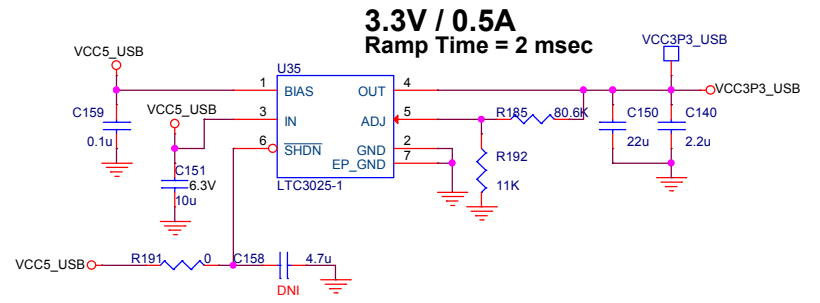 3.3V / 0.5A
Ramp Time = 2 msec
VCC3P3_USB
VCC5_USB
U35
1 BIAS OUT 4
VCC3P3_USB
C159
0.1u
VCC5_USB
3 IN ADJ 5
R185 80.6K
C150
22u
C140
2.2u
6 SHDN GND 2
EP_GND 7
R192
11K
C151
6.3V
10u
LTC3025-1
VCC5_USB R191 0 C158 4.7u
DNI